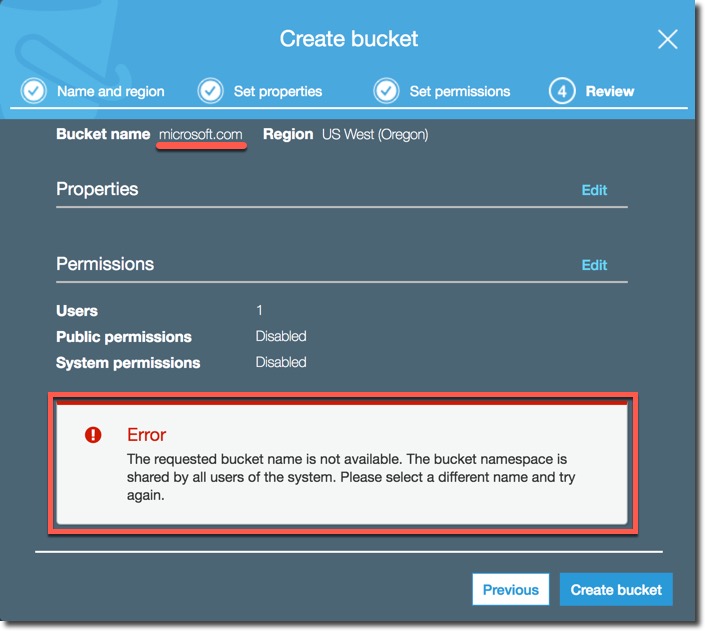 Create bucket
Name and region
Set properties
Set permissions
4 Review
Bucket name microsoft.com Region US West (Oregon)
Properties Edit
Permissions Edit
Users 1
Public permissions Disabled
System permissions Disabled
Error
The requested bucket name is not available. The bucket namespace is
shared by all users of the system. Please select a different name and try
again.
Previous Create bucket